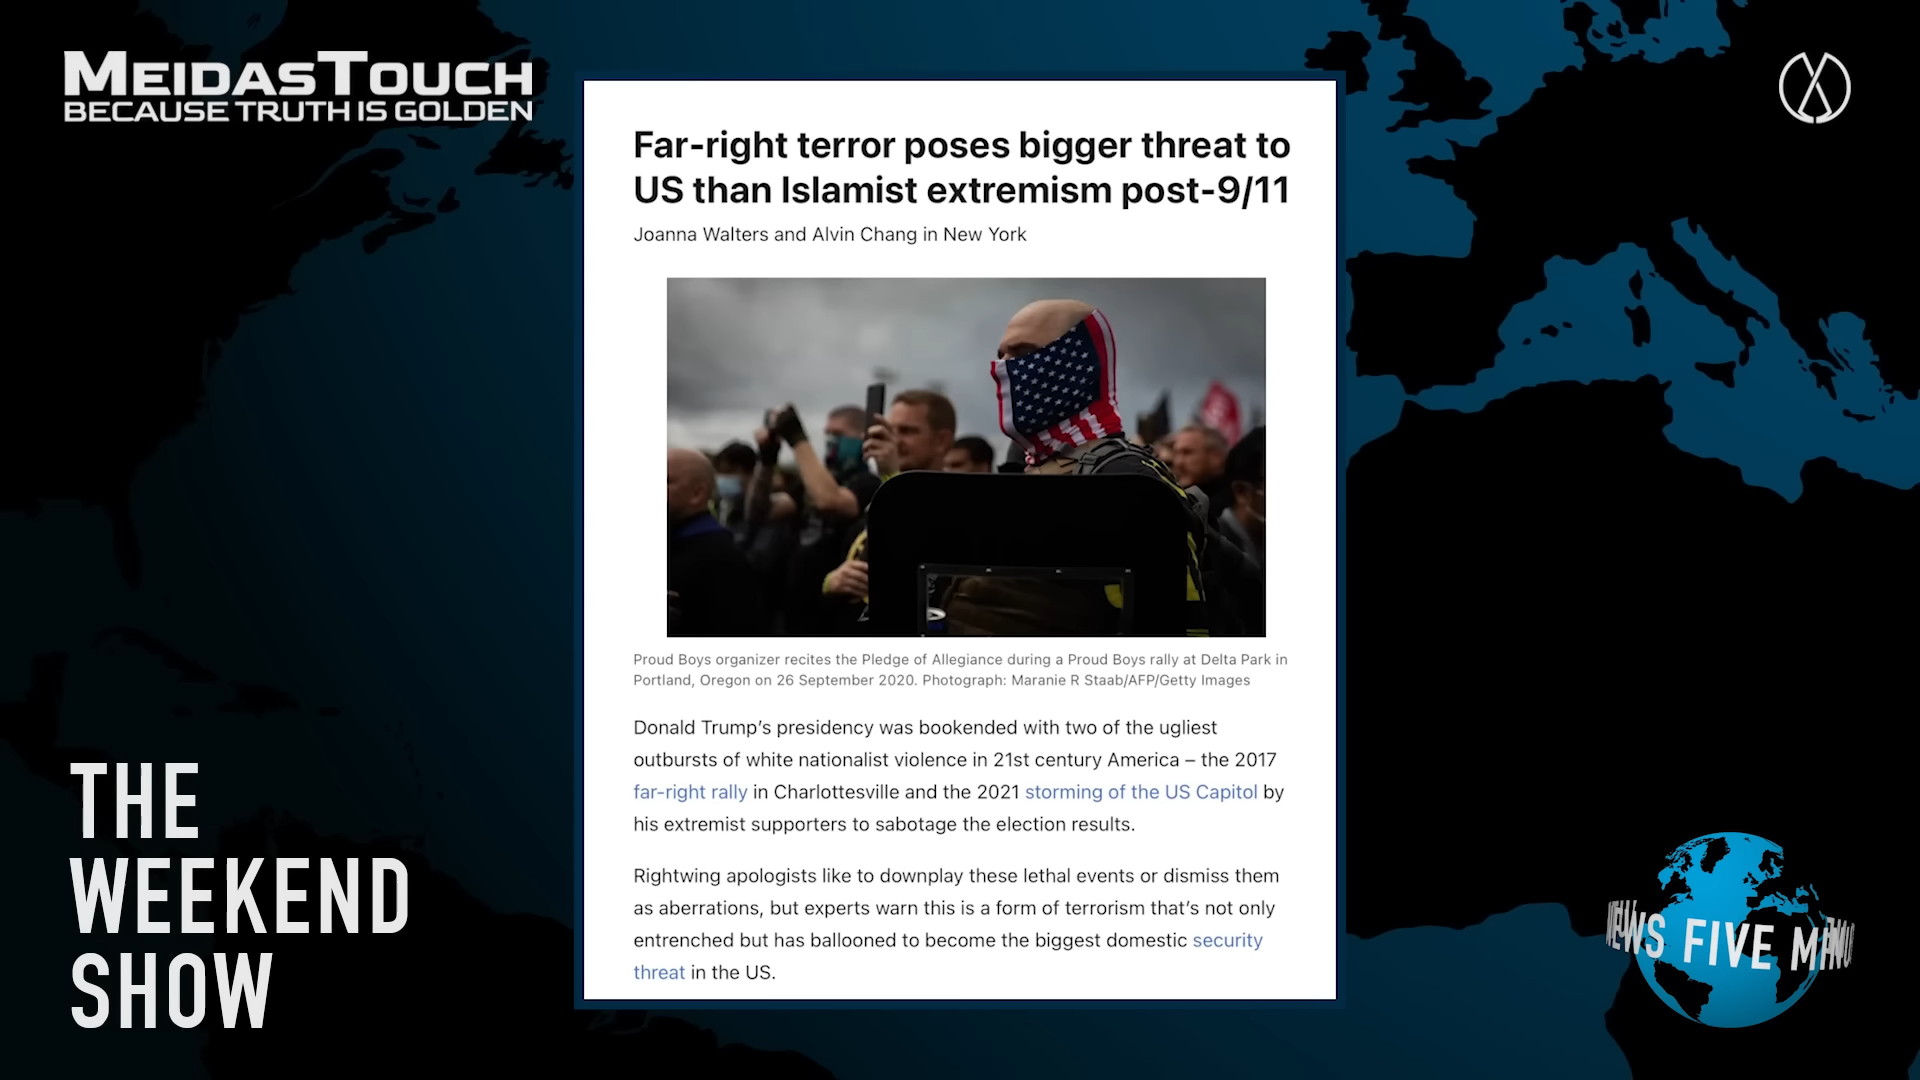 MEIDASTOUCH
BECAUSE TRUTH IS GOLDEN
Far-right terror poses bigger threat to
US than Islamist extremism post-9/11
Joanna Walters and Alvin Chang in New York
Proud Boys organizer recites the Pledge of Allegiance during a Proud Boys rally at Delta Park in
Portland, Oregon on 26 September 2020. Photograph: Maranie R Staab/AFP/Getty Images
Donald Trump’s presidency was bookended with two of the ugliest
outbursts of white nationalist violence in 21st century America – the 2017
far-right rally in Charlottesville and the 2021 storming of the US Capitol by
his extremist supporters to sabotage the election results.
Rightwing apologists like to downplay these lethal events or dismiss them
as aberrations, but experts warn this is a form of terrorism that’s not only
entrenched but has ballooned to become the biggest domestic security
threat in the US.
THE
WEEKEND
SHOW
NEWS FIVE MINU